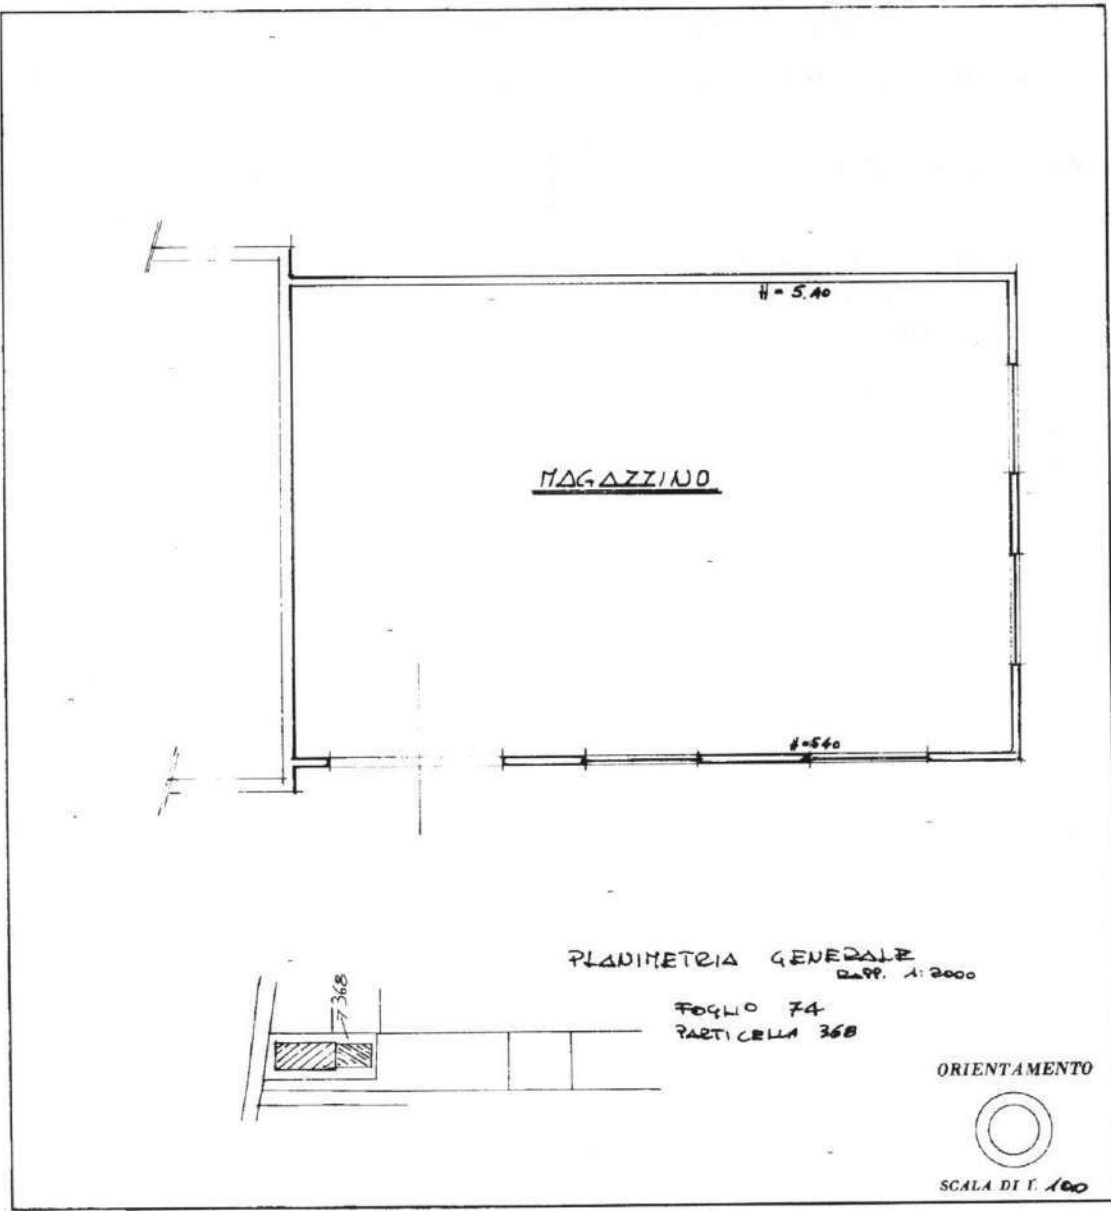 H = 5.40
MAGAZZINO
H=5.40
PLANIMETRIA GENERALE
RAPP. 1:2000
368
FOGLIO 74
PARTICELLA 368
ORIENTAMENTO
SCALA DI 1: 100